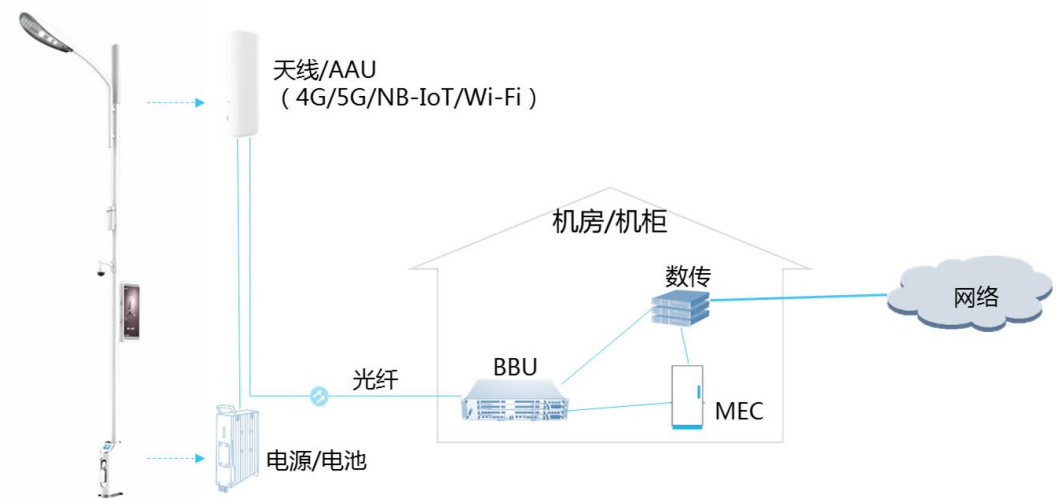 天线/AAU
（4G/5G/NB-IoT/Wi-Fi）
机房/机柜
数传
网络
BBU
光纤
MEC
电源/电池